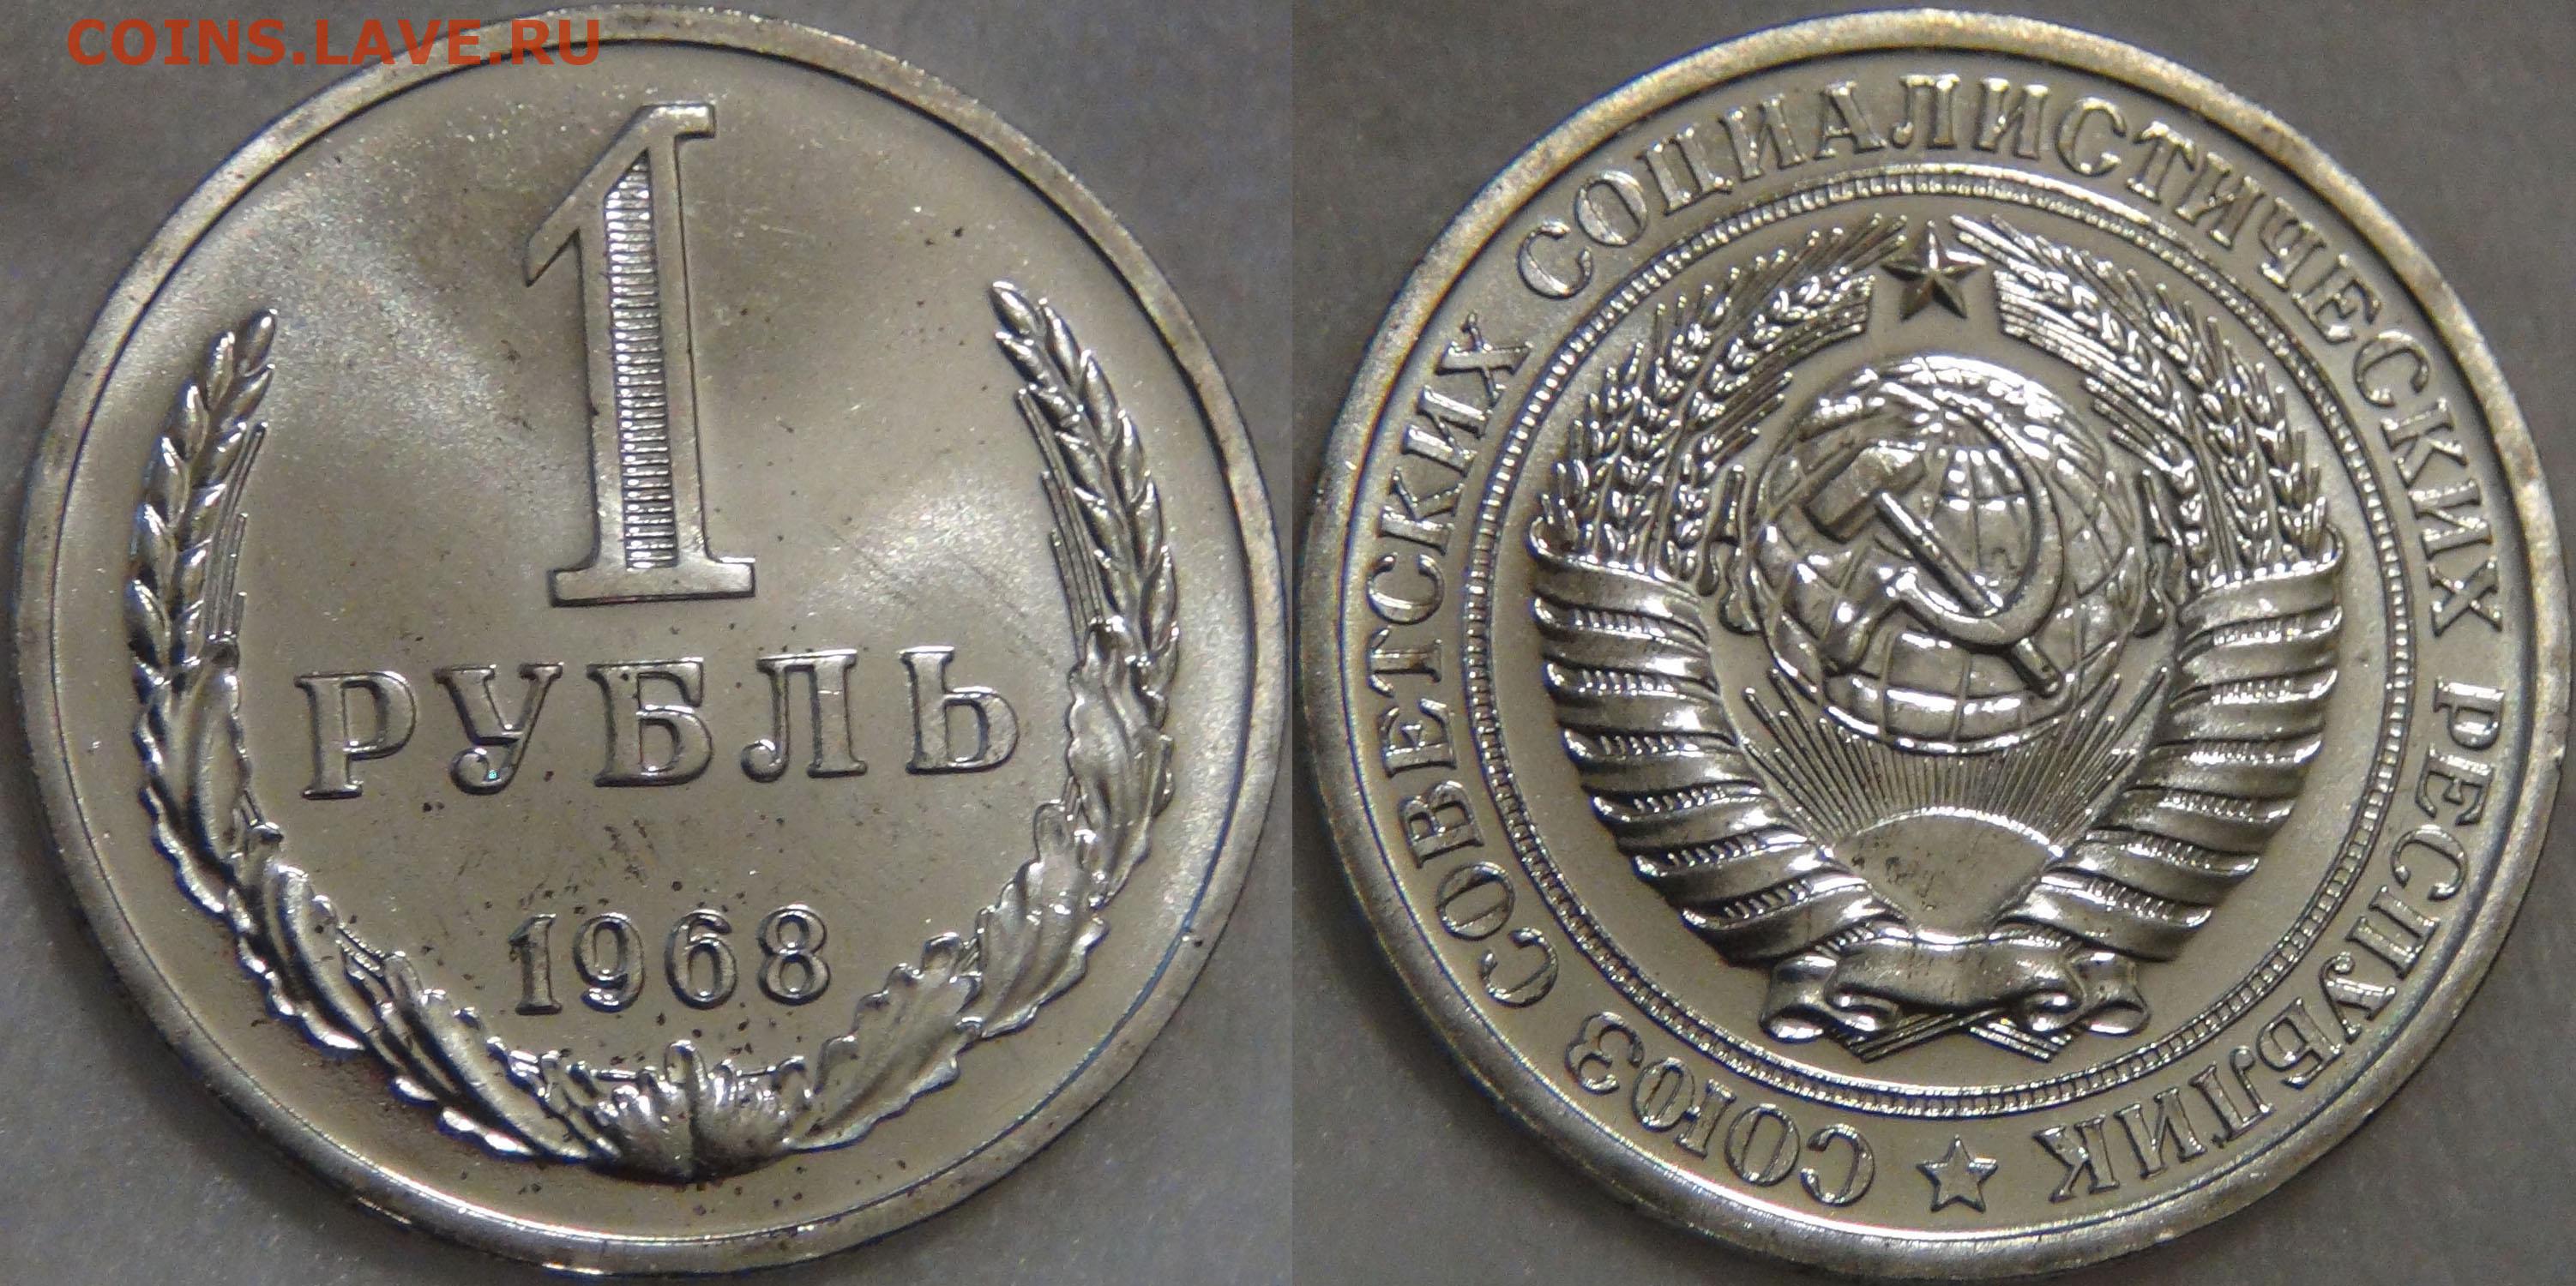 COINS.LAVE.RU
1
РУБЛЬ
1968
СОЮЗ СОВЕТСКИХ СОЦИАЛИСТИЧЕСКИХ РЕСПУБЛИК